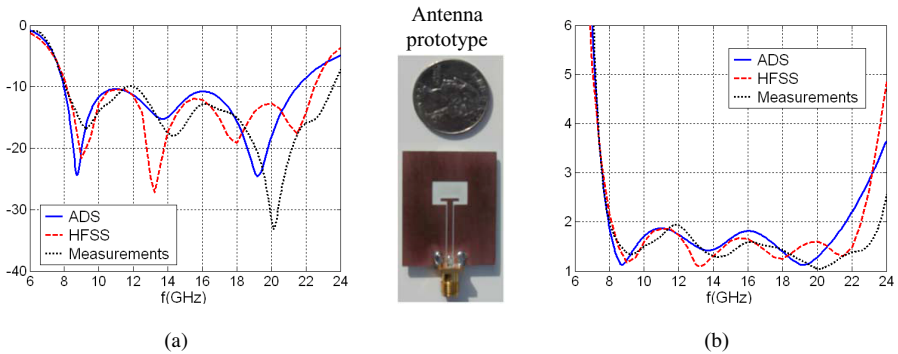 Antenna
prototype
0
-10
-20
-30
-40
6 8 10 12 14 16 18 20 22 24
f(GHz)
ADS
HFSS
Measurements
(a)
6
5
4
3
2
1
6 8 10 12 14 16 18 20 22 24
f(GHz)
ADS
HFSS
Measurements
(b)